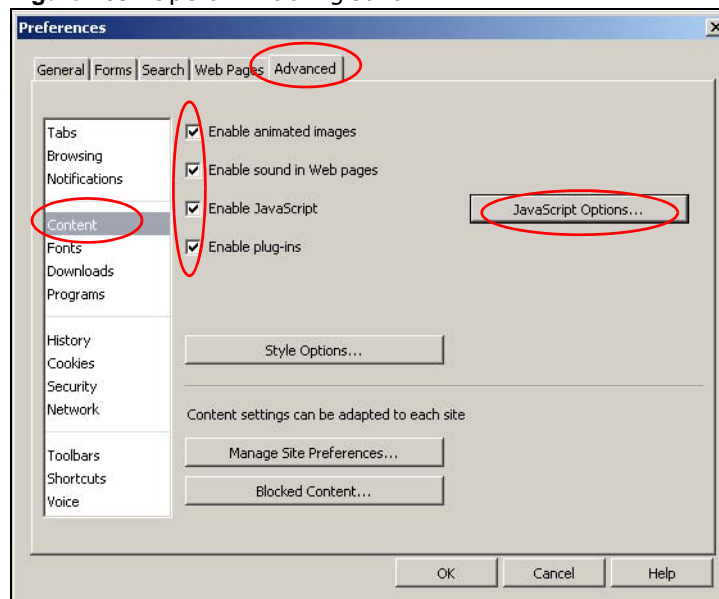 Preferences
General Forms Search Web Pages Advanced
Tabs
Browsing
Notifications
Content
Fonts
Downloads
Programs
History
Cookies
Security
Network
Toolbars
Shortcuts
Voice
Enable animated images
Enable sound in Web pages
Enable JavaScript
JavaScript Options...
Enable plug-ins
Style Options...
Content settings can be adapted to each site
Manage Site Preferences...
Blocked Content...
OK Cancel Help